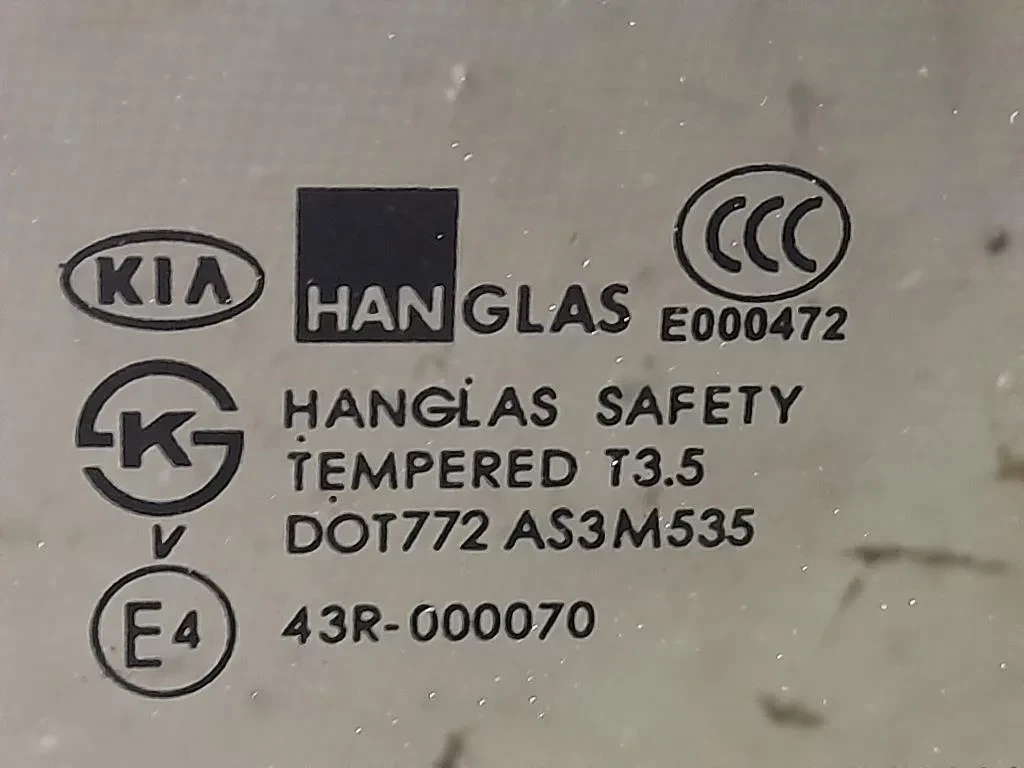 KIA
HANGLAS
CCC
E000472
K
HANGLAS SAFETY
TEMPERED T3.5
DOT772 AS3M535
V
E4
43R-000070